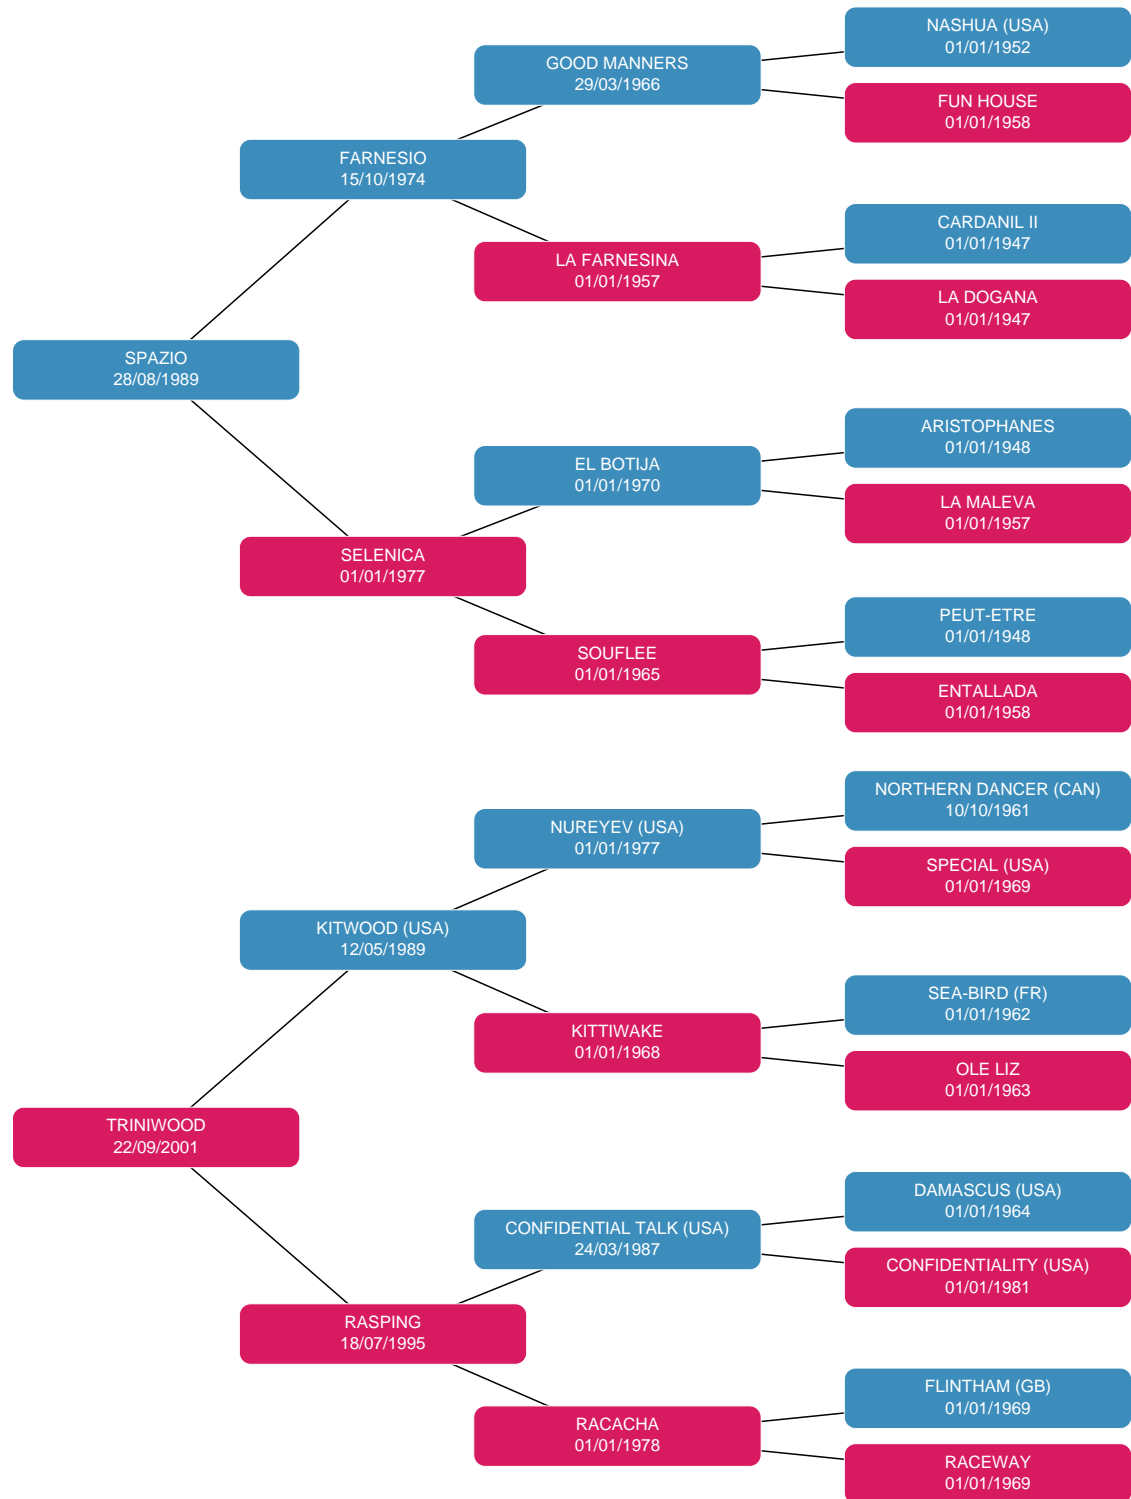 NASHUA (USA)
01/01/1952
GOOD MANNERS
29/03/1966
FUN HOUSE
01/01/1958
FARNESIO
15/10/1974
CARDANIL II
01/01/1947
LA FARNESINA
01/01/1957
LA DOGANA
01/01/1947
SPAZIO
28/08/1989
ARISTOPHANES
01/01/1948
EL BOTIJA
01/01/1970
LA MALEVA
01/01/1957
SELENICA
01/01/1977
PEUT-ETRE
01/01/1948
SOUFLEE
01/01/1965
ENTALLADA
01/01/1958
NORTHERN DANCER (CAN)
10/10/1961
NUREYEV (USA)
01/01/1977
SPECIAL (USA)
01/01/1969
KITWOOD (USA)
12/05/1989
SEA-BIRD (FR)
01/01/1962
KITTIWAKE
01/01/1968
OLE LIZ
01/01/1963
TRINIWOOD
22/09/2001
DAMASCUS (USA)
01/01/1964
CONFIDENTIAL TALK (USA)
24/03/1987
CONFIDENTIALITY (USA)
01/01/1981
RASPING
18/07/1995
FLINTHAM (GB)
01/01/1969
RACACHA
01/01/1978
RACEWAY
01/01/1969